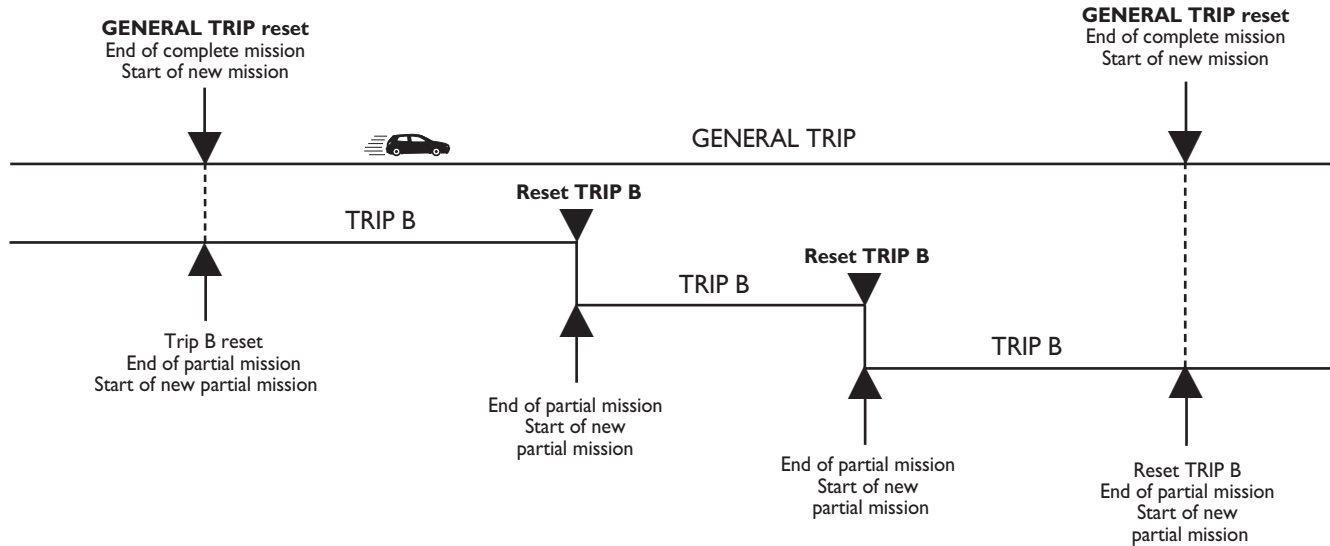 GENERAL TRIP reset
End of complete mission
Start of new mission
GENERAL TRIP reset
End of complete mission
Start of new mission
GENERAL TRIP
Reset TRIP B
TRIP B
Reset TRIP B
TRIP B
TRIP B
Trip B reset
End of partial mission
Start of new partial mission
End of partial mission
Start of new
partial mission
End of partial mission
Start of new
partial mission
Reset TRIP B
End of partial mission
Start of new
partial mission